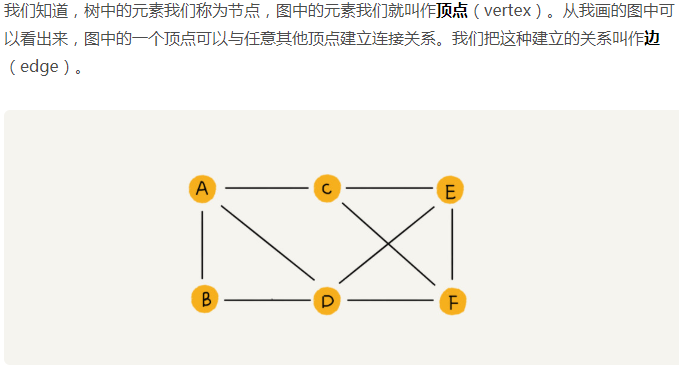 我们知道，树中的元素我们称为节点，图中的元素我们就叫作顶点（vertex）。从我画的图中可
以看出来，图中的一个顶点可以与任意其他顶点建立连接关系。我们把这种建立的关系叫作边
（edge）。
A C E
B D F